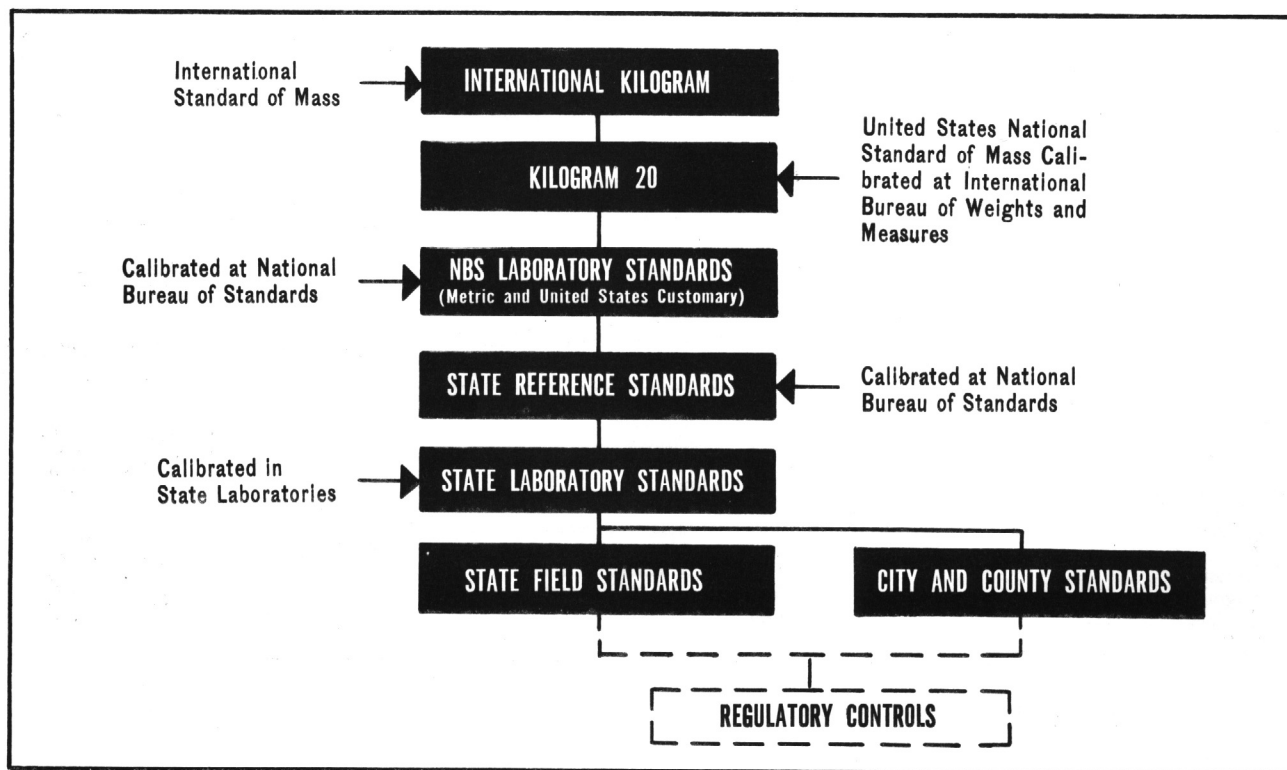 International
Standard of Mass
INTERNATIONAL KILOGRAM
KILOGRAM 20
United States National
Standard of Mass Cali-
brated at International
Bureau of Weights and
Measures
Calibrated at National
Bureau of Standards
NBS LABORATORY STANDARDS
(Metric and United States Customary)
STATE REFERENCE STANDARDS
Calibrated at National
Bureau of Standards
Calibrated in
State Laboratories
STATE LABORATORY STANDARDS
STATE FIELD STANDARDS
CITY AND COUNTY STANDARDS
REGULATORY CONTROLS